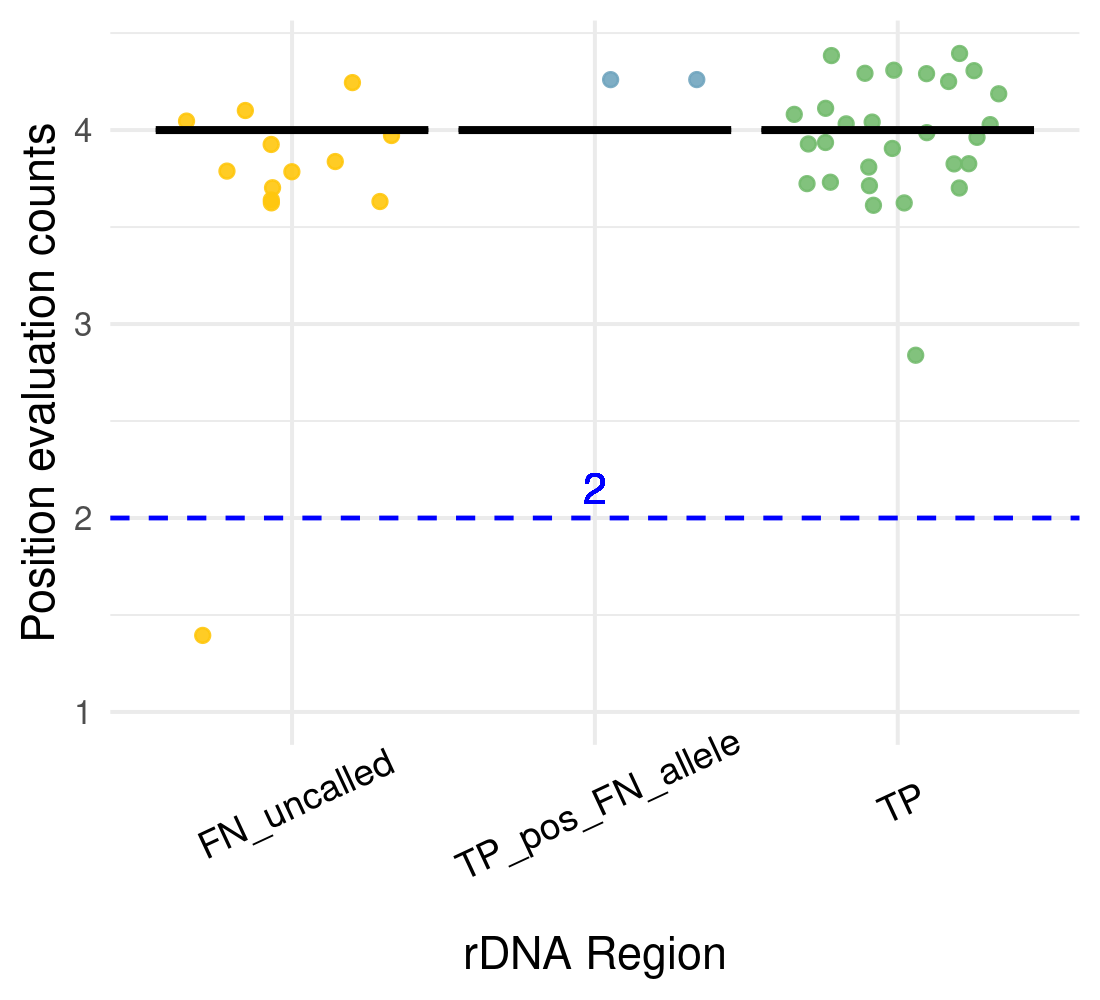 Position evaluation counts
4
3
2
2
1
FN_uncalled
TP_pos_FN_allele
TP
rDNA Region